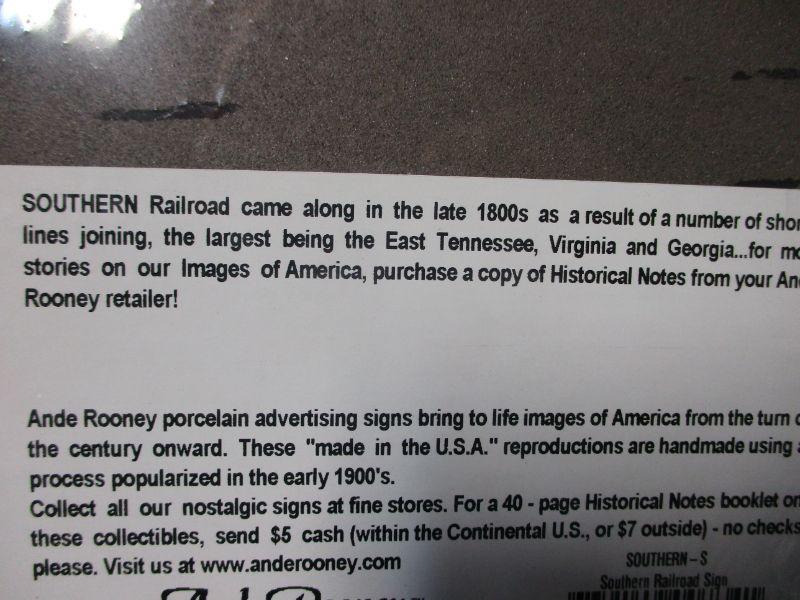 SOUTHERN Railroad came along in the late 1800s as a result of a number of shor
lines joining, the largest being the East Tennessee, Virginia and Georgia...for mo
stories on our Images of America, purchase a copy of Historical Notes from your An
Rooney retailer!
Ande Rooney porcelain advertising signs bring to life images of America from the turn o
the century onward. These "made in the U.S.A." reproductions are handmade using a
process popularized in the early 1900's.
Collect all our nostalgic signs at fine stores. For a 40 - page Historical Notes booklet on
these collectibles, send $5 cash (within the Continental U.S., or $7 outside) - no checks
please. Visit us at www.anderooney.com
SOUTHERN-S
Southern Railroad Sign